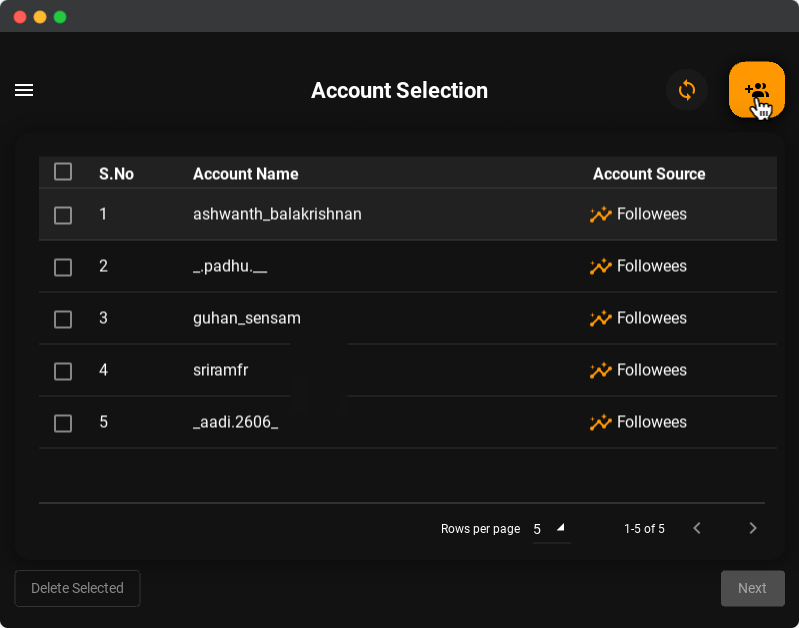 Account Selection
S.No Account Name Account Source
1 ashwanth_balakrishnan Followees
2 _.padhu.__ Followees
3 guhan_sensam Followees
4 sriramfr Followees
5 _aadi.2606_ Followees
Rows per page 5 1-5 of 5
Delete Selected Next